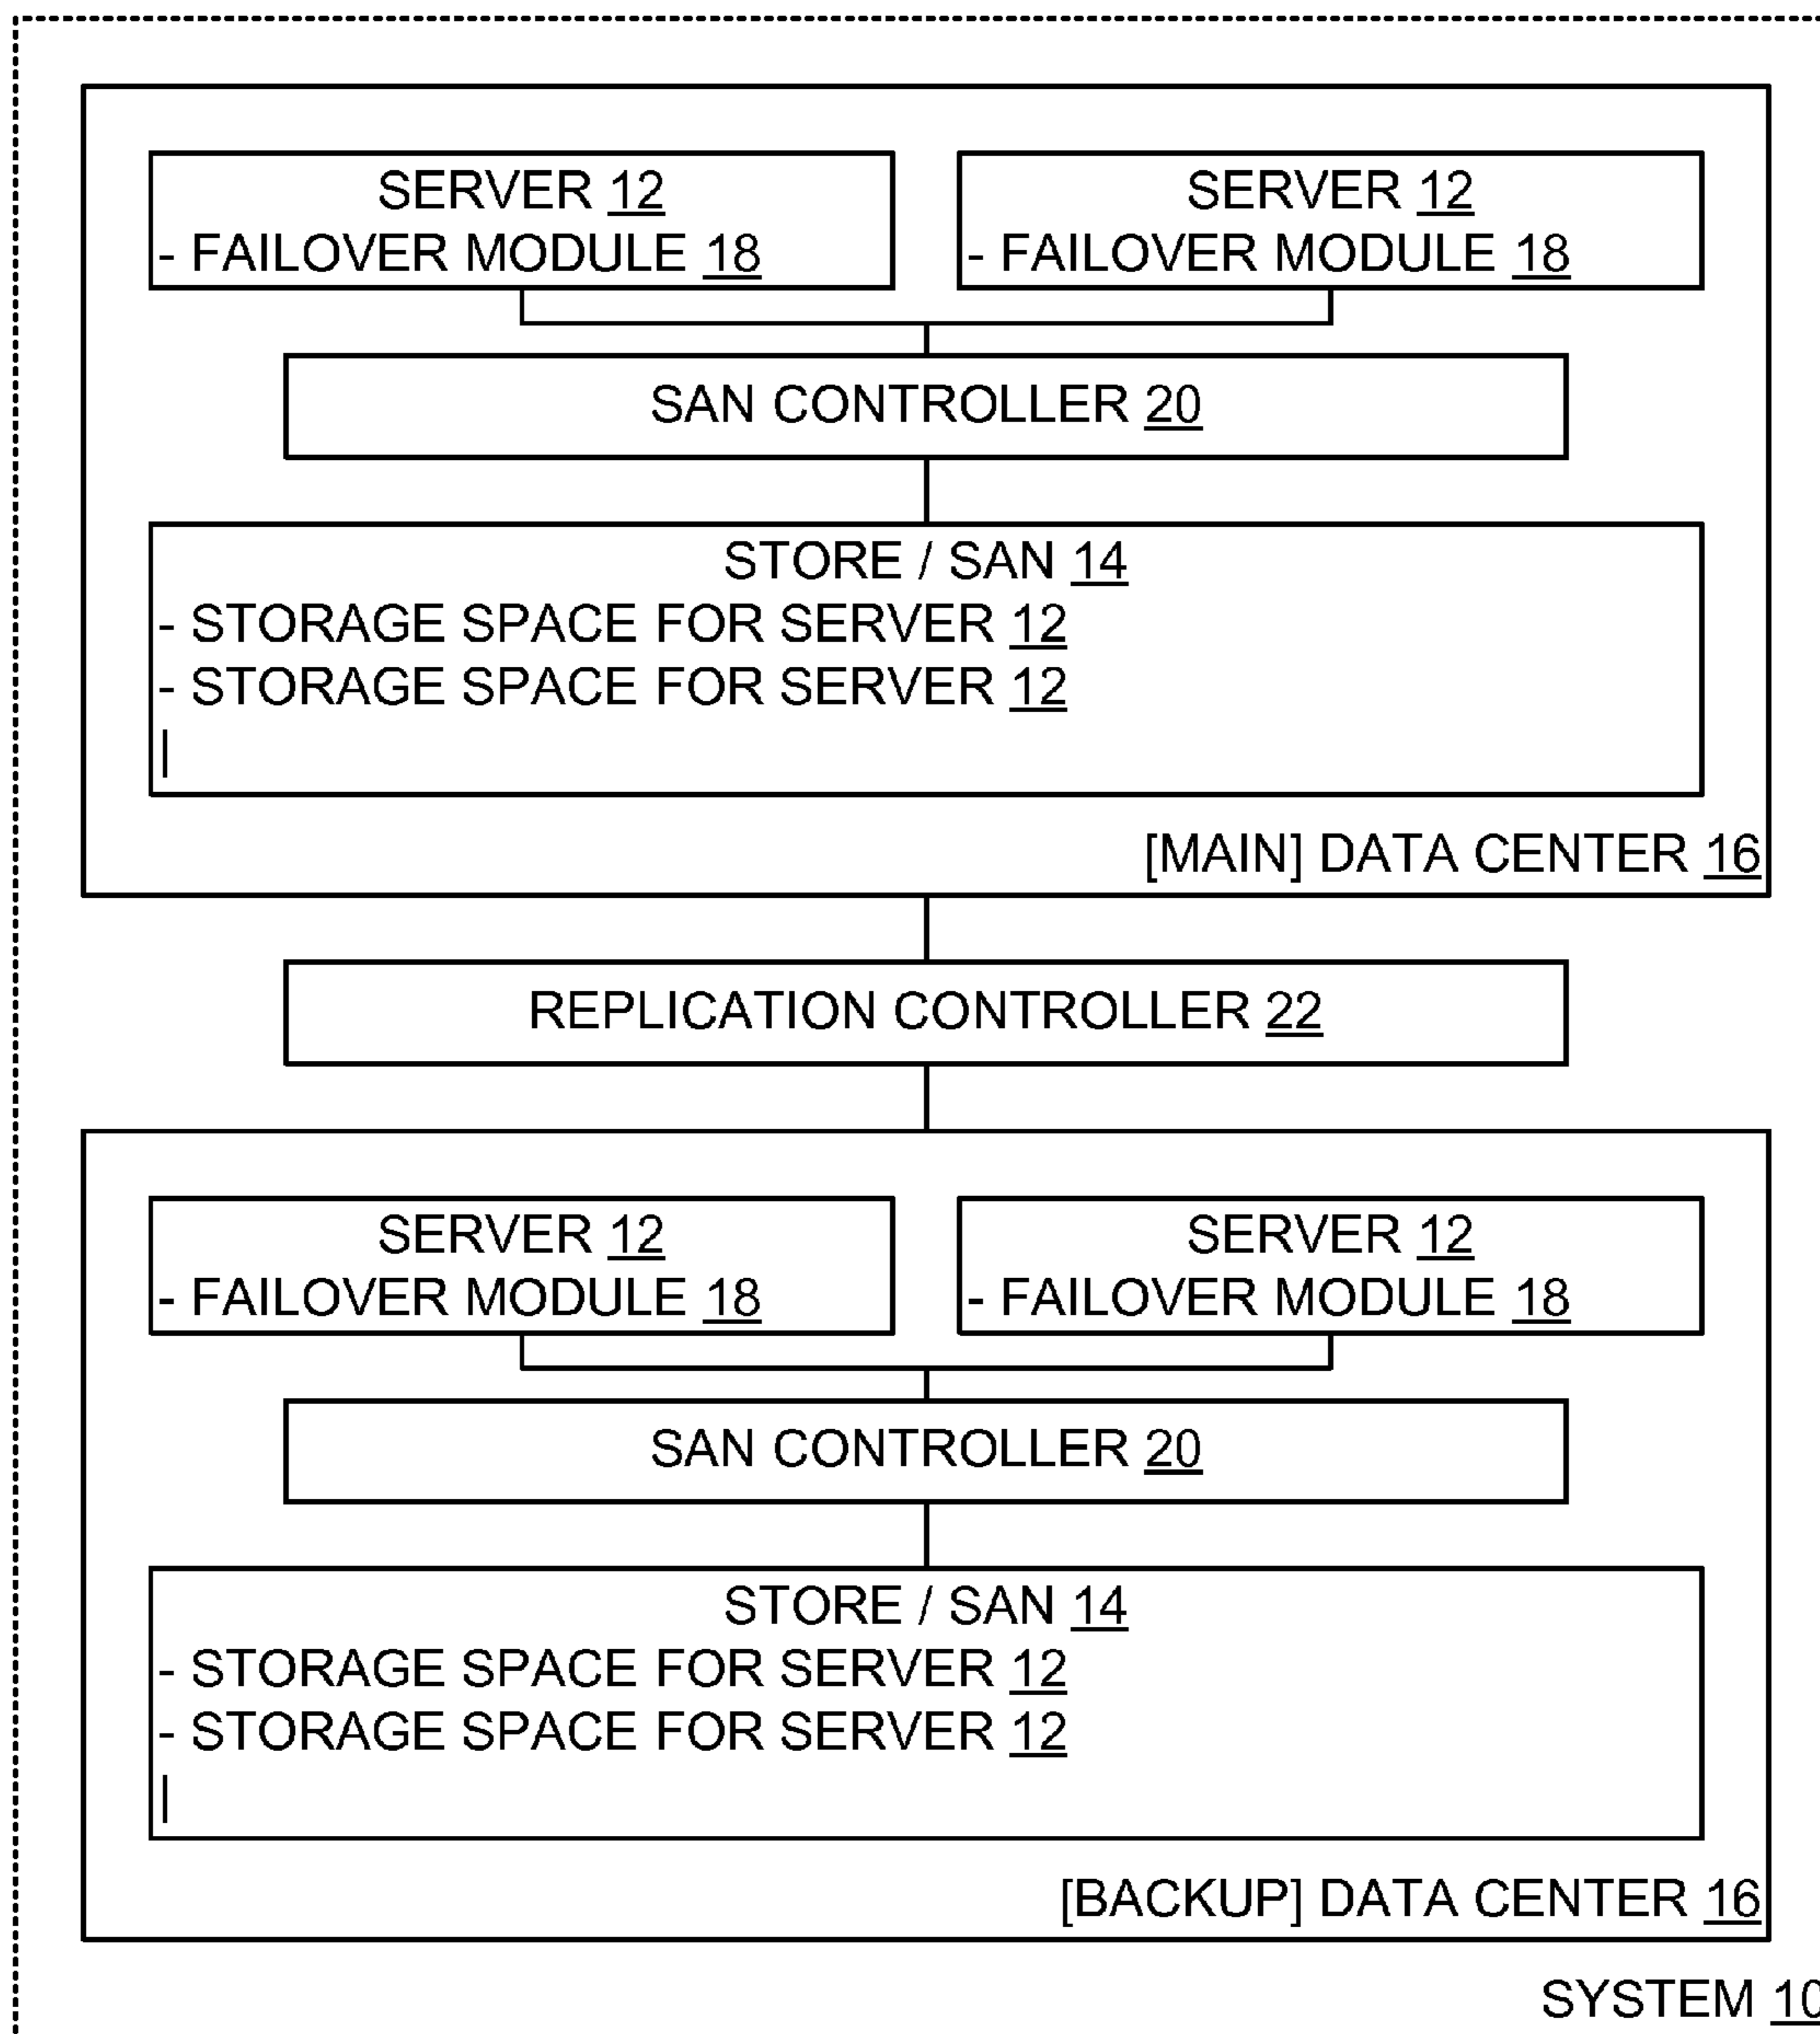 SERVER 12
- FAILOVER MODULE 18
SERVER 12
- FAILOVER MODULE 18
SAN CONTROLLER 20
STORE / SAN 14
- STORAGE SPACE FOR SERVER 12
- STORAGE SPACE FOR SERVER 12
|
[MAIN] DATA CENTER 16
REPLICATION CONTROLLER 22
SERVER 12
- FAILOVER MODULE 18
SERVER 12
- FAILOVER MODULE 18
SAN CONTROLLER 20
STORE / SAN 14
- STORAGE SPACE FOR SERVER 12
- STORAGE SPACE FOR SERVER 12
|
[BACKUP] DATA CENTER 16
SYSTEM 10